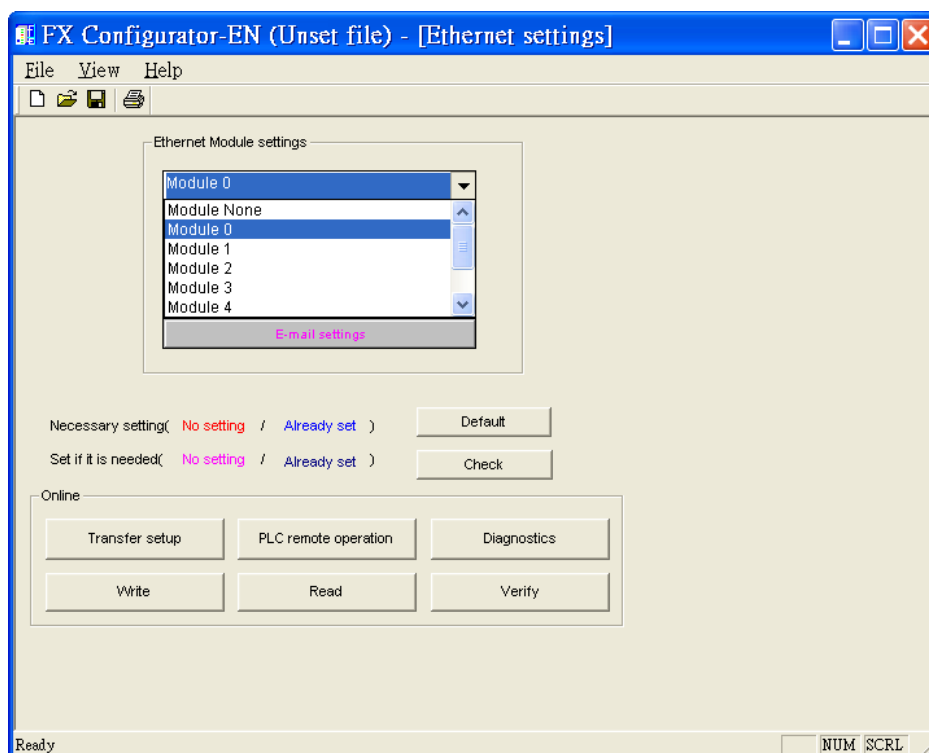 FX Configurator-EN (Unset file) - [Ethernet settings]
File View Help
Ethernet Module settings
Module 0
Module None
Module 0
Module 1
Module 2
Module 3
Module 4
E-mail settings
Necessary setting( No setting / Already set ) Default
Set if it is needed( No setting / Already set ) Check
Online
Transfer setup PLC remote operation Diagnostics
Write Read Verify
Ready NUM SCRL